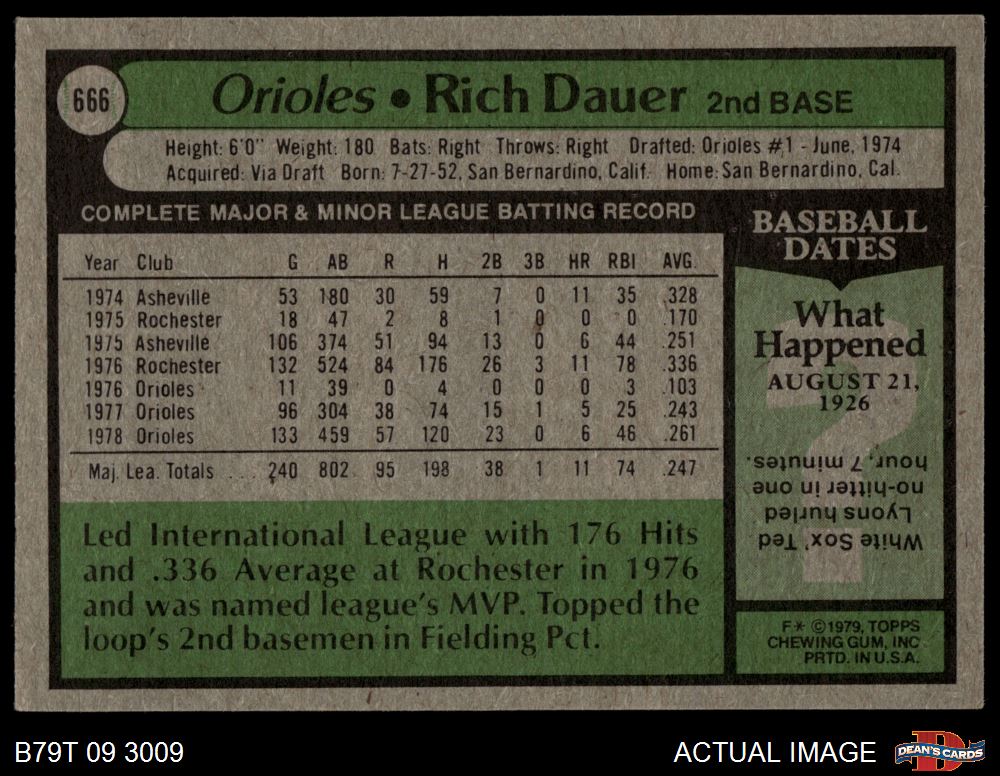 666
Orioles • Rich Dauer 2nd BASE
Height: 6'0" Weight: 180 Bats: Right Throws: Right Drafted: Orioles #1 - June, 1974
Acquired: Via Draft Born: 7-27-52, San Bernardino, Calif. Home: San Bernardino, Cal.
COMPLETE MAJOR & MINOR LEAGUE BATTING RECORD
Year Club G AB R H 2B 3B HR RBI AVG.
1974 Asheville 53 180 30 59 7 0 11 35 .328
1975 Rochester 18 47 2 8 1 0 0 0 .170
1975 Asheville 106 374 51 94 13 0 6 44 .251
1976 Rochester 132 524 84 176 26 3 11 78 .336
1976 Orioles 11 39 0 4 0 0 0 3 .103
1977 Orioles 96 304 38 74 15 1 5 25 .243
1978 Orioles 133 459 57 120 23 0 6 46 .261
Maj. Lea. Totals . . . 240 802 95 198 38 1 11 74 .247
Led International League with 176 Hits
and .336 Average at Rochester in 1976
and was named league's MVP. Topped the
loop's 2nd basemen in Fielding Pct.
BASEBALL
DATES
What
Happened
AUGUST 21,
1926
?
White Sox' Ted
Lyons hurled
no-hitter in one
hour 7 minutes.
F* ©1979, TOPPS
CHEWING GUM, INC
PRTD. IN U.S.A.
B79T 09 3009
ACTUAL IMAGE
D
DEAN'S CARDS